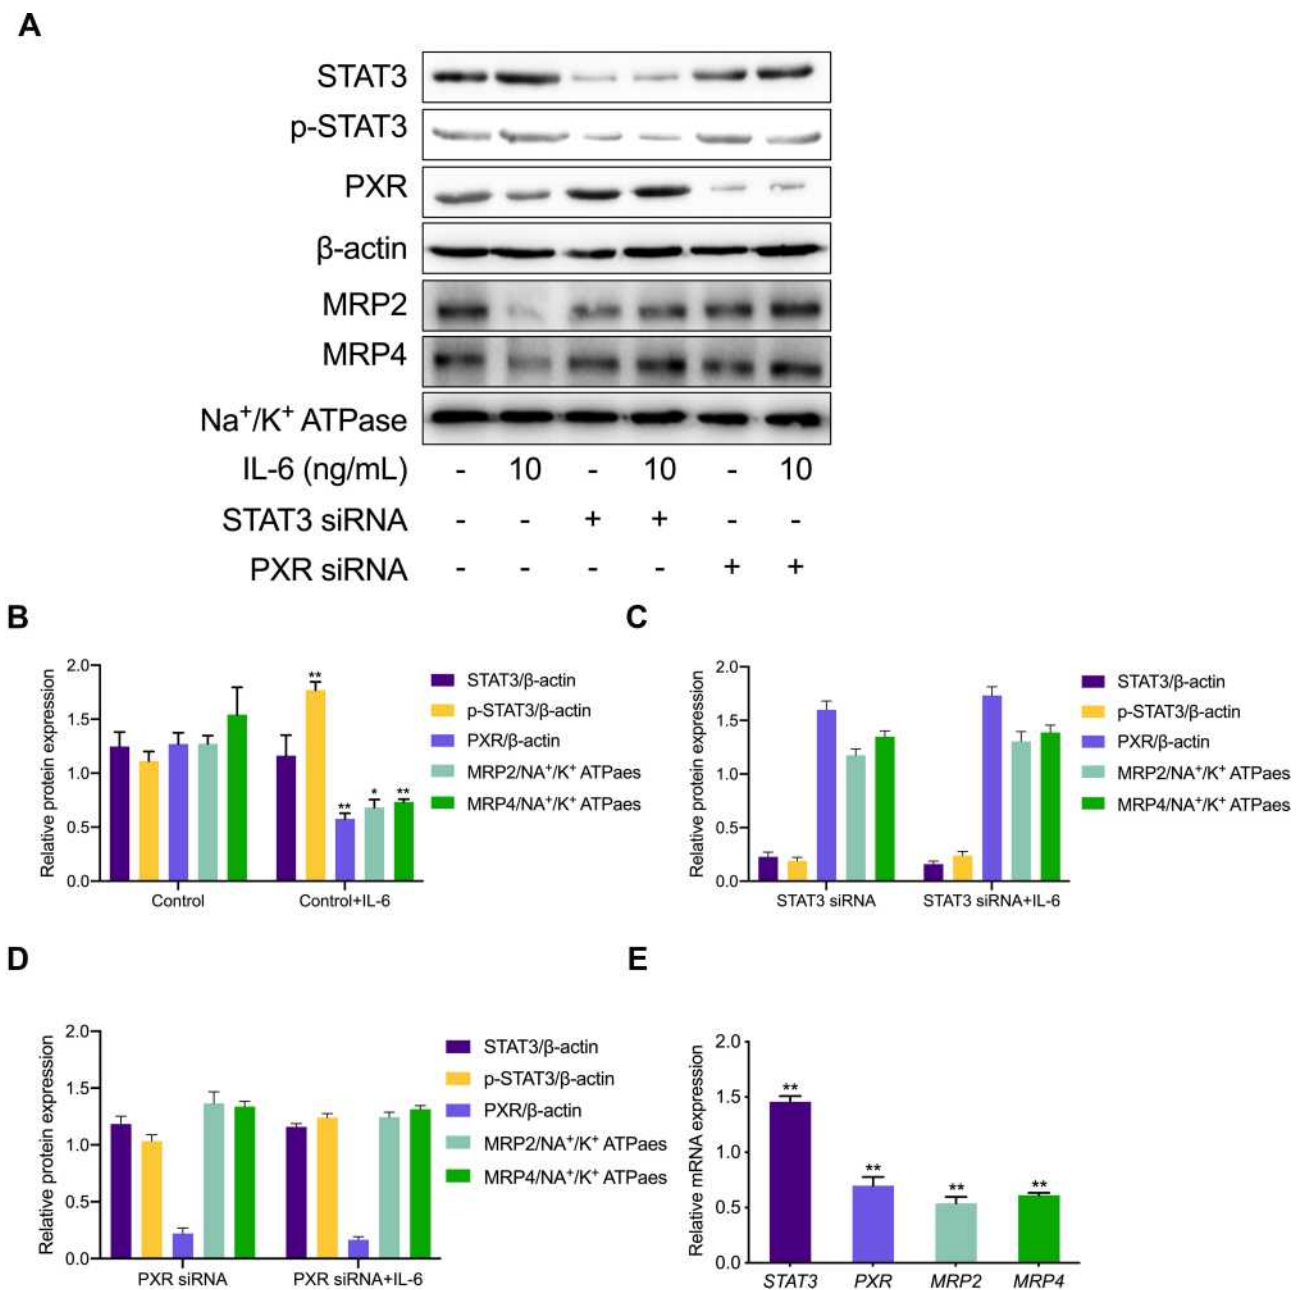 A
STAT3
p-STAT3
PXR
β-actin
MRP2
MRP4
Na⁺/K⁺ ATPase
IL-6 (ng/mL) - 10 - 10 - 10
STAT3 siRNA - - + + - -
PXR siRNA - - - - + +
B
Relative protein expression
2.0
1.5
1.0
0.5
0.0
** ** * **
Control Control+IL-6
STAT3/β-actin
p-STAT3/β-actin
PXR/β-actin
MRP2/NA⁺/K⁺ ATPaes
MRP4/NA⁺/K⁺ ATPaes
C
Relative protein expression
2.0
1.5
1.0
0.5
0.0
STAT3 siRNA STAT3 siRNA+IL-6
STAT3/β-actin
p-STAT3/β-actin
PXR/β-actin
MRP2/NA⁺/K⁺ ATPaes
MRP4/NA⁺/K⁺ ATPaes
D
Relative protein expression
2.0
1.5
1.0
0.5
0.0
PXR siRNA PXR siRNA+IL-6
STAT3/β-actin
p-STAT3/β-actin
PXR/β-actin
MRP2/NA⁺/K⁺ ATPaes
MRP4/NA⁺/K⁺ ATPaes
E
Relative mRNA expression
2.0
1.5
1.0
0.5
0.0
** ** ** **
STAT3 PXR MRP2 MRP4